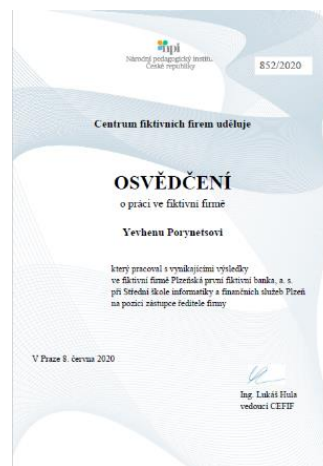 npi
Národní pedagogický institut
České republiky
852/2020
Centrum fiktivních firem uděluje
OSVĚDČENÍ
o práci ve fiktivní firmě
Yevhenu Porynetsovi
který pracoval s vynikajícími výsledky
ve fiktivní firmě Plzeňská první fiktivní banka, a. s.
při Střední škole informatiky a finančních služeb Plzeň
na pozici zástupce ředitele firmy
V Praze 8. června 2020
Ing. Lukáš Hula
vedoucí CEFIF